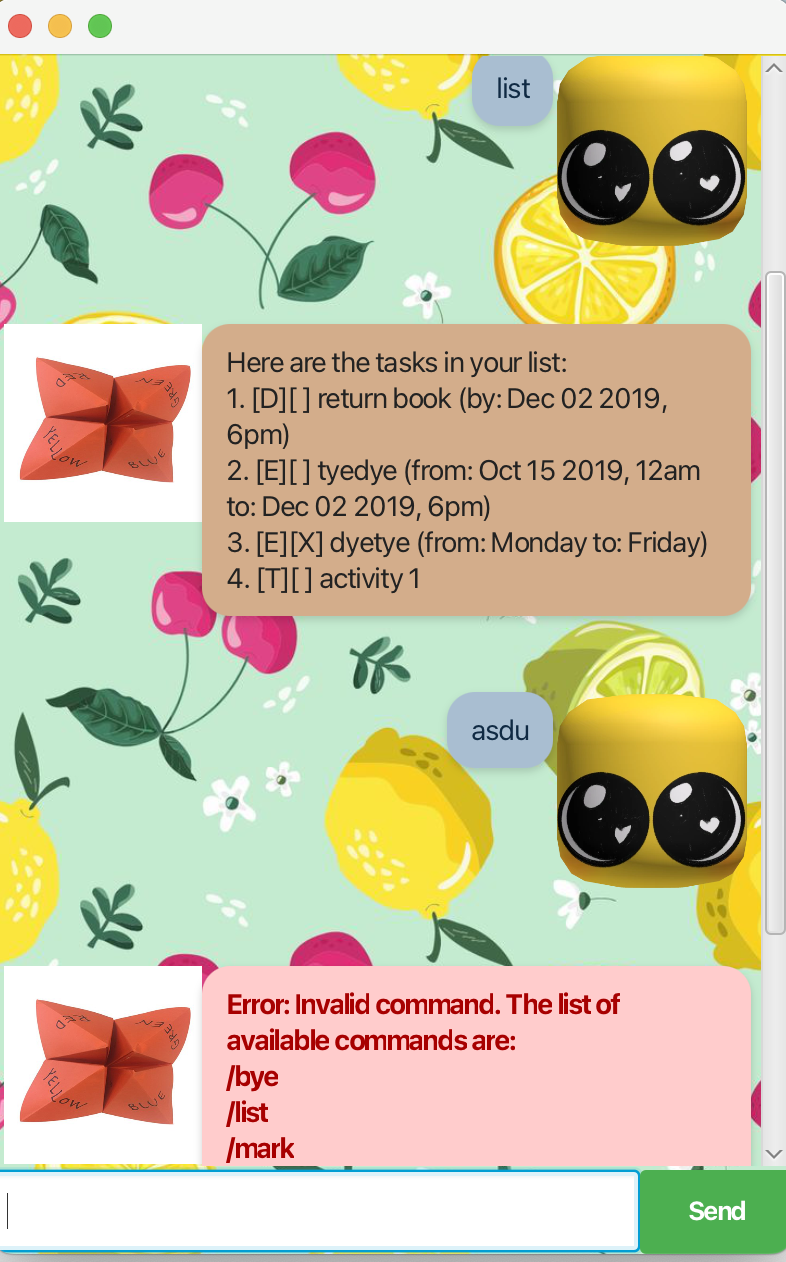 list
Here are the tasks in your list:
1. [D][ ] return book (by: Dec 02 2019,
6pm)
2. [E][ ] tyedye (from: Oct 15 2019, 12am
to: Dec 02 2019, 6pm)
3. [E][X] dyetye (from: Monday to: Friday)
4. [T][ ] activity 1
RED
GREEN
YELLOW
BLUE
asdu
Error: Invalid command. The list of
available commands are:
/bye
/list
/mark
RED
GREEN
YELLOW
BLUE
Send